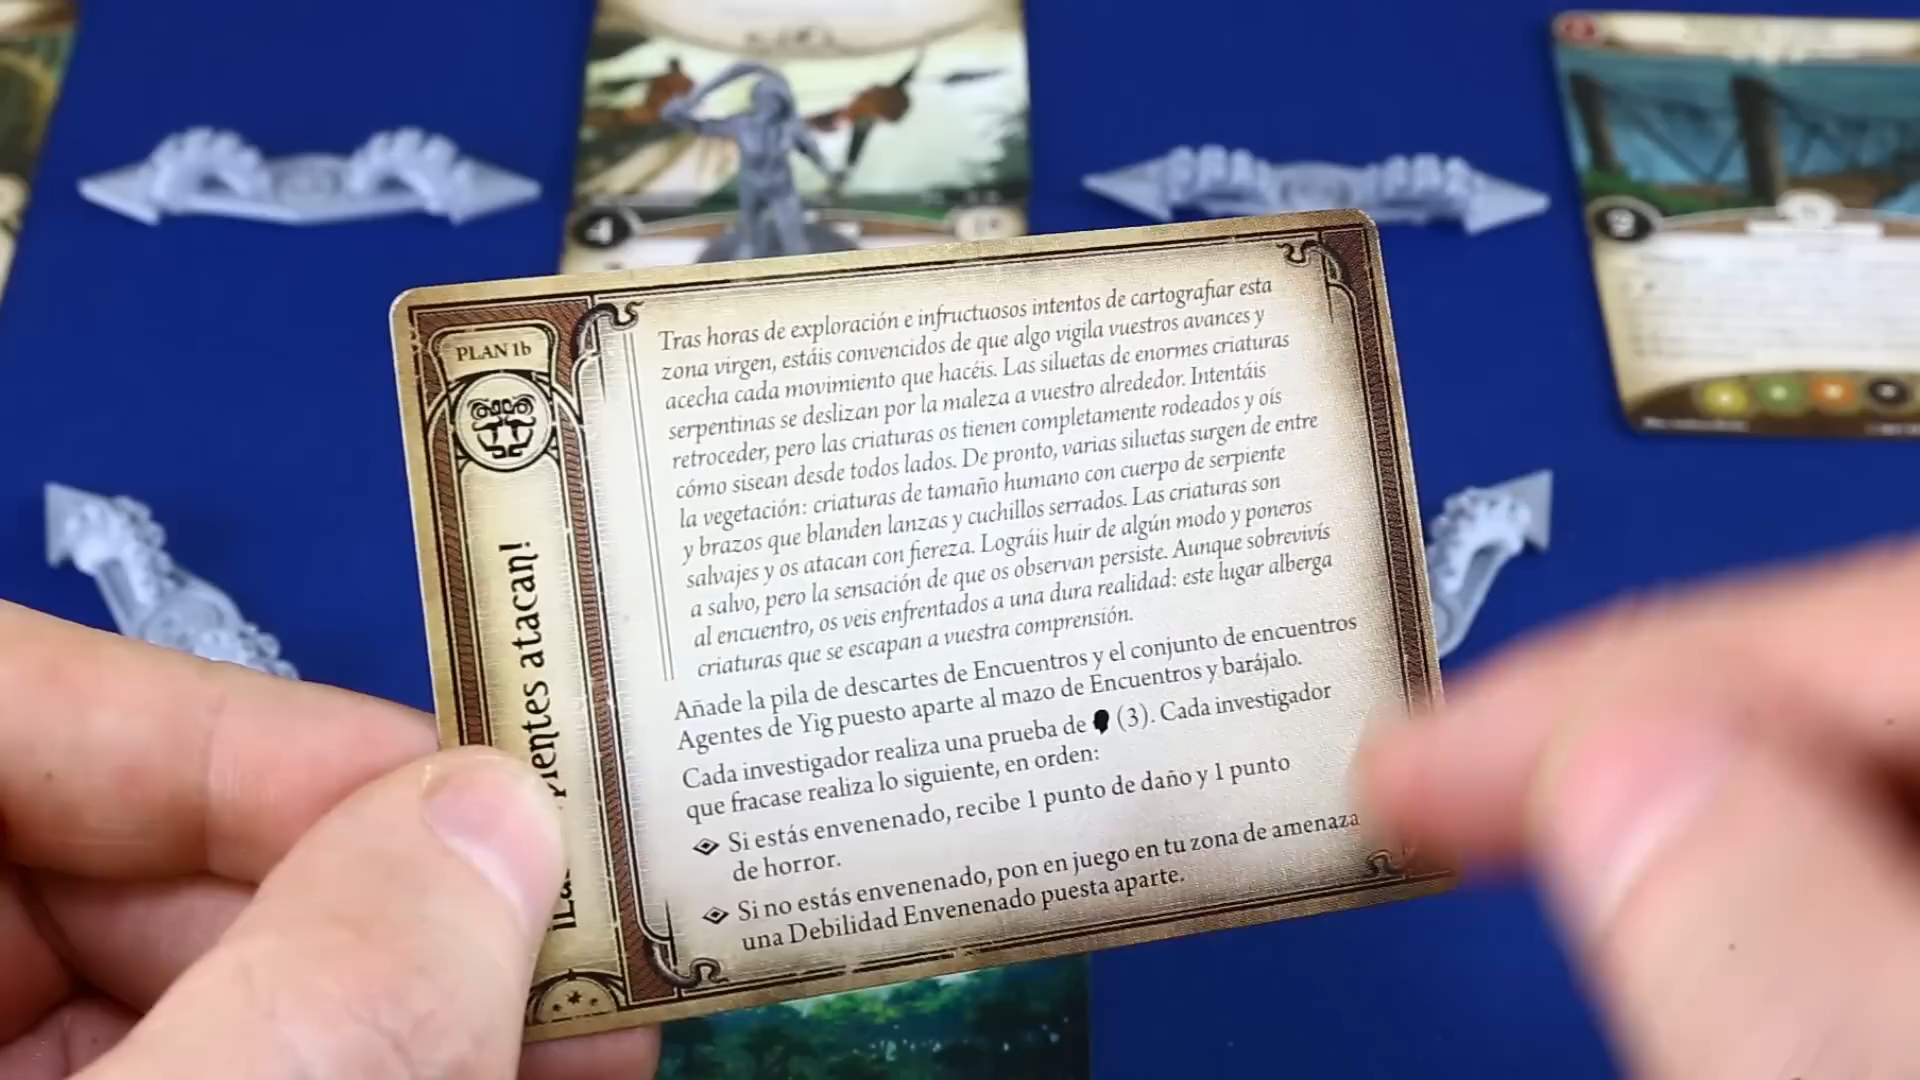 PLAN 1b
Tras horas de exploración e infructuosos intentos de cartografiar esta
zona virgen, estáis convencidos de que algo vigila vuestros avances y
acecha cada movimiento que hacéis. Las siluetas de enormes criaturas
serpentinas se deslizan por la maleza a vuestro alrededor. Intentáis
retroceder, pero las criaturas os tienen completamente rodeados y oís
cómo sisean desde todos lados. De pronto, varias siluetas surgen de entre
la vegetación: criaturas de tamaño humano con cuerpo de serpiente
y brazos que blanden lanzas y cuchillos serrados. Las criaturas son
salvajes y os atacan con fiereza. Lográis huir de algún modo y poneros
a salvo, pero la sensación de que os observan persiste. Aunque sobrevivís
al encuentro, os veis enfrentados a una dura realidad: este lugar alberga
criaturas que se escapan a vuestra comprensión.
Añade la pila de descartes de Encuentros y el conjunto de encuentros
Agentes de Yig puesto aparte al mazo de Encuentros y barájalo.
Cada investigador realiza una prueba de (3). Cada investigador
que fracase realiza lo siguiente, en orden:
Si estás envenenado, recibe 1 punto de daño y 1 punto
de horror.
Si no estás envenenado, pon en juego en tu zona de amenaza
una Debilidad Envenenado puesta aparte.
atacan!
4